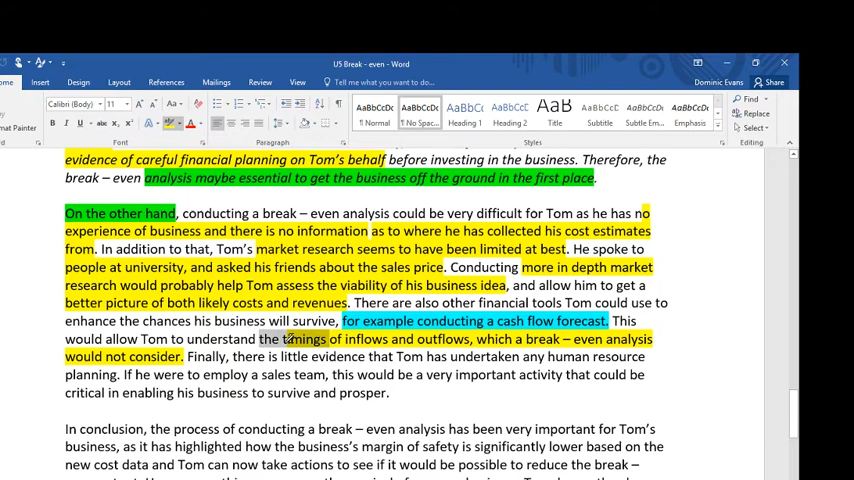 U5 Break - even - Word
Dominic Evans Share
ome Insert Design Layout References Mailings Review View Tell me what you want to do...
Calibri (Body) 11 Aa Find
AaBbCcDc AaBbCcDc AaBbCc AaBbCcC AaB AaBbCcC AaBbCcDc Replace
mat Painter B I U abc ¶ Normal ¶ No Spac... Heading 1 Heading 2 Title Subtitle Emphasis Select
Font Paragraph Styles Editing
evidence of careful financial planning on Tom's behalf before investing in the business. Therefore, the
break – even analysis maybe essential to get the business off the ground in the first place.
On the other hand, conducting a break – even analysis could be very difficult for Tom as he has no
experience of business and there is no information as to where he has collected his cost estimates
from. In addition to that, Tom's market research seems to have been limited at best. He spoke to
people at university, and asked his friends about the sales price. Conducting more in depth market
research would probably help Tom assess the viability of his business idea, and allow him to get a
better picture of both likely costs and revenues. There are also other financial tools Tom could use to
enhance the chances his business will survive, for example conducting a cash flow forecast. This
would allow Tom to understand the timings of inflows and outflows, which a break – even analysis
would not consider. Finally, there is little evidence that Tom has undertaken any human resource
planning. If he were to employ a sales team, this would be a very important activity that could be
critical in enabling his business to survive and prosper.
In conclusion, the process of conducting a break – even analysis has been very important for Tom's
business, as it has highlighted how the business's margin of safety is significantly lower based on the
new cost data and Tom can now take actions to see if it would be possible to reduce the break –